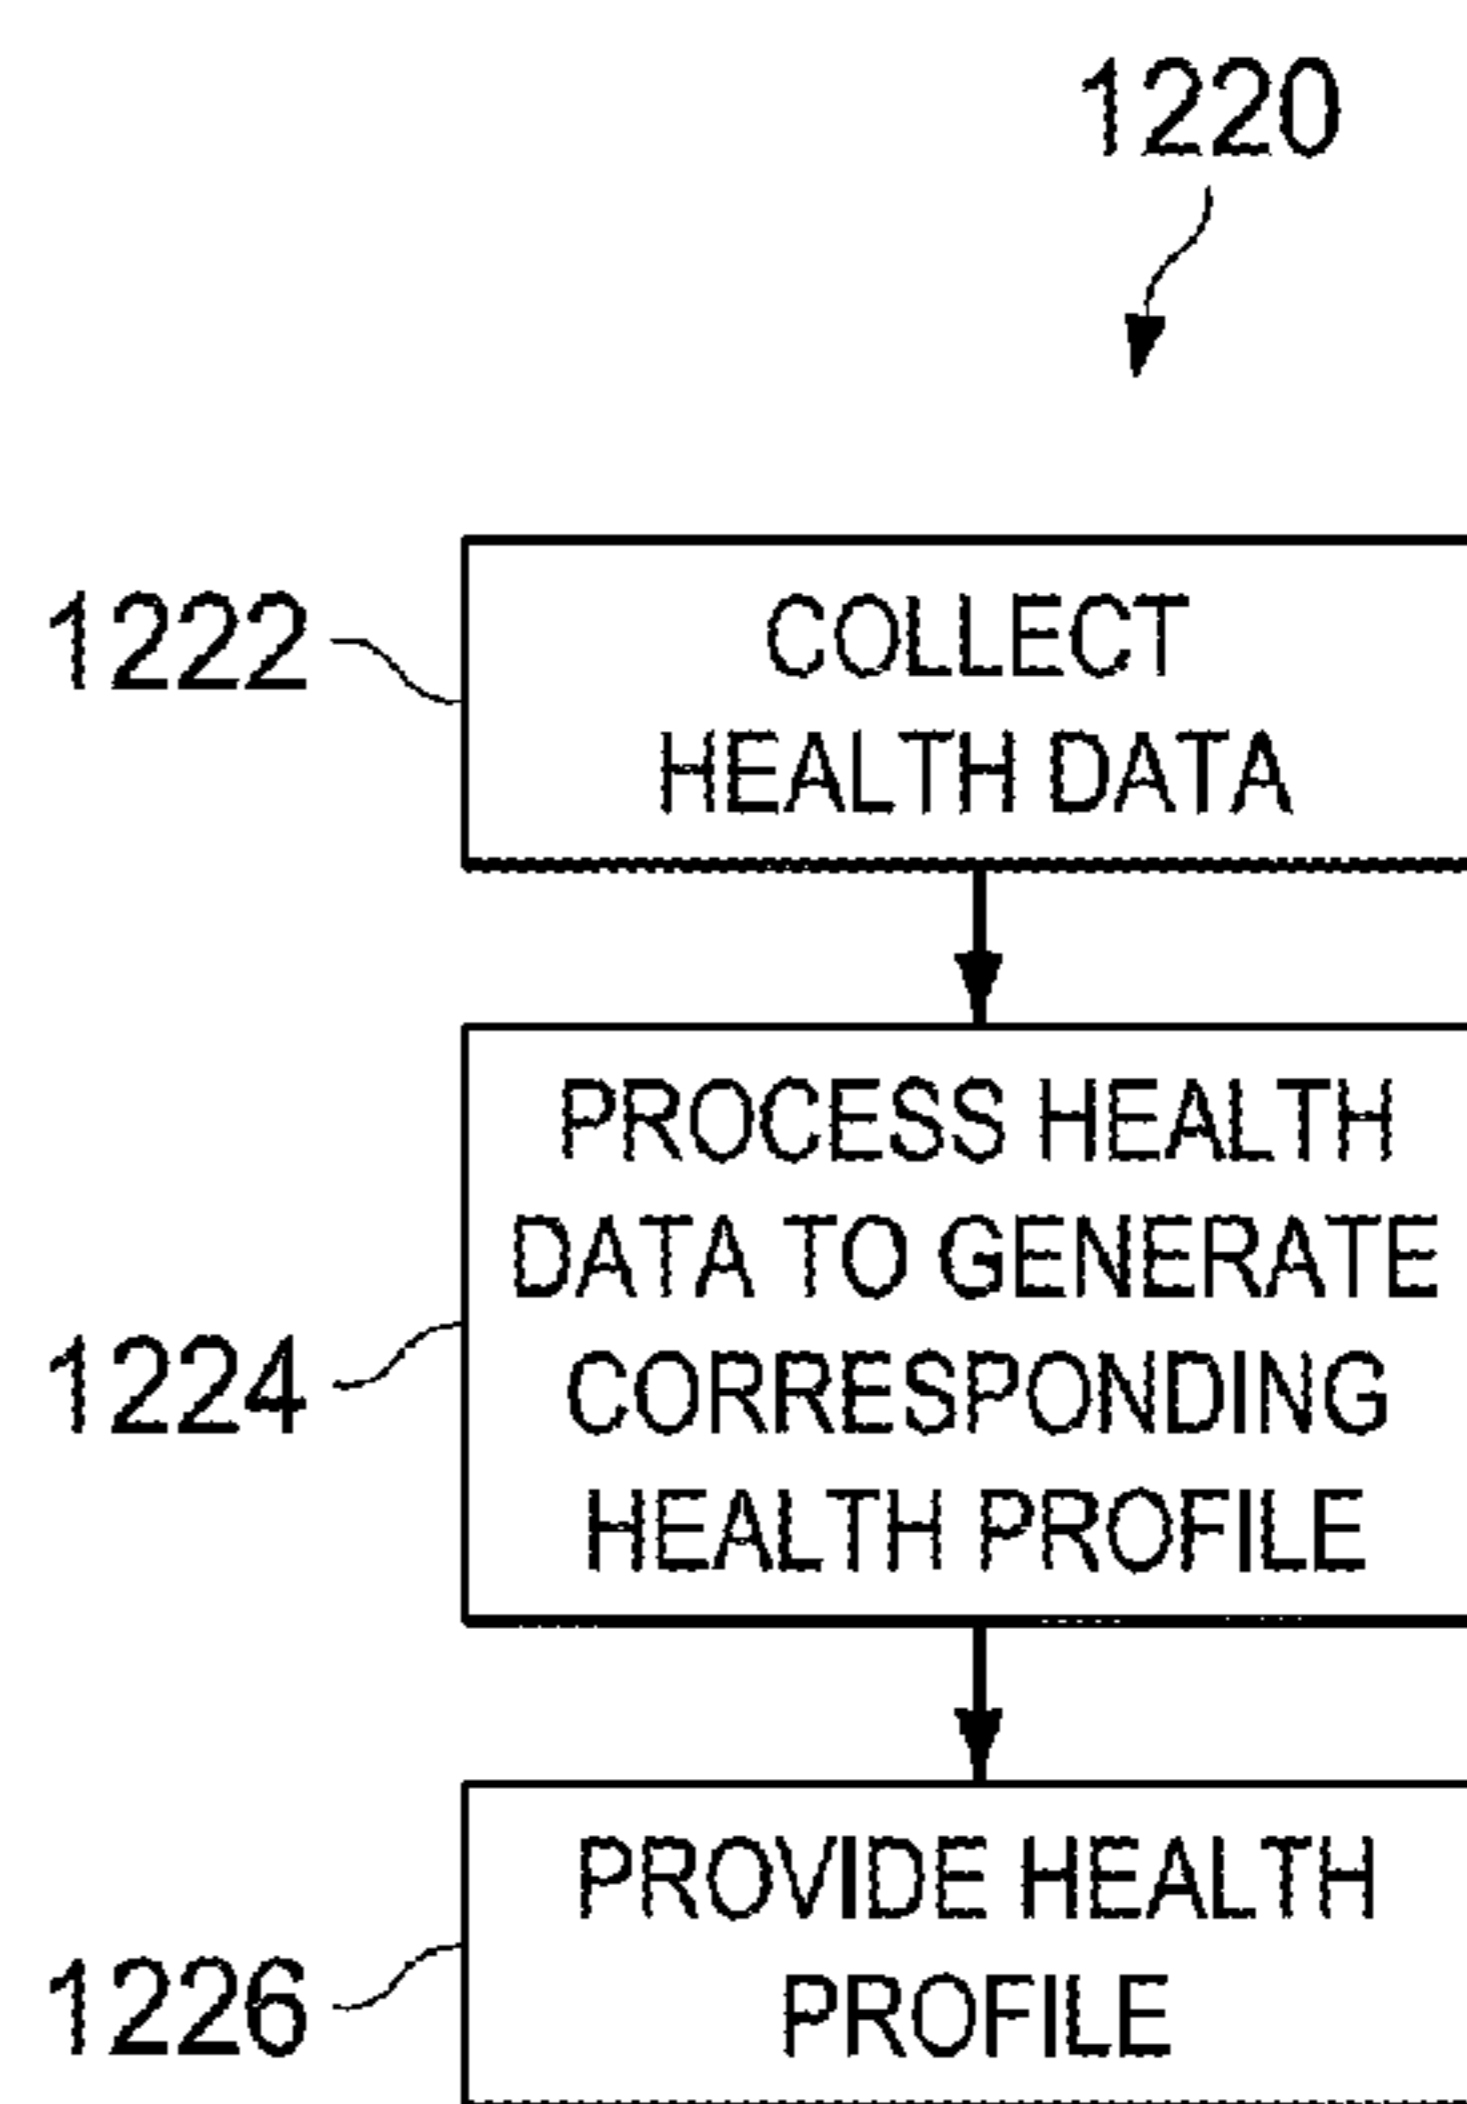 1220
1222
COLLECT
HEALTH DATA
1224
PROCESS HEALTH
DATA TO GENERATE
CORRESPONDING
HEALTH PROFILE
1226
PROVIDE HEALTH
PROFILE